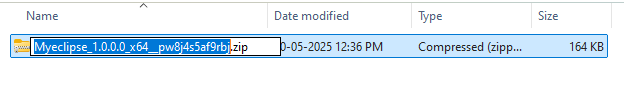 Name Date modified Type Size
Myeclipse_1.0.0.0_x64__pw8j4s5af9rbj.zip 0-05-2025 12:36 PM Compressed (zipp... 164 KB